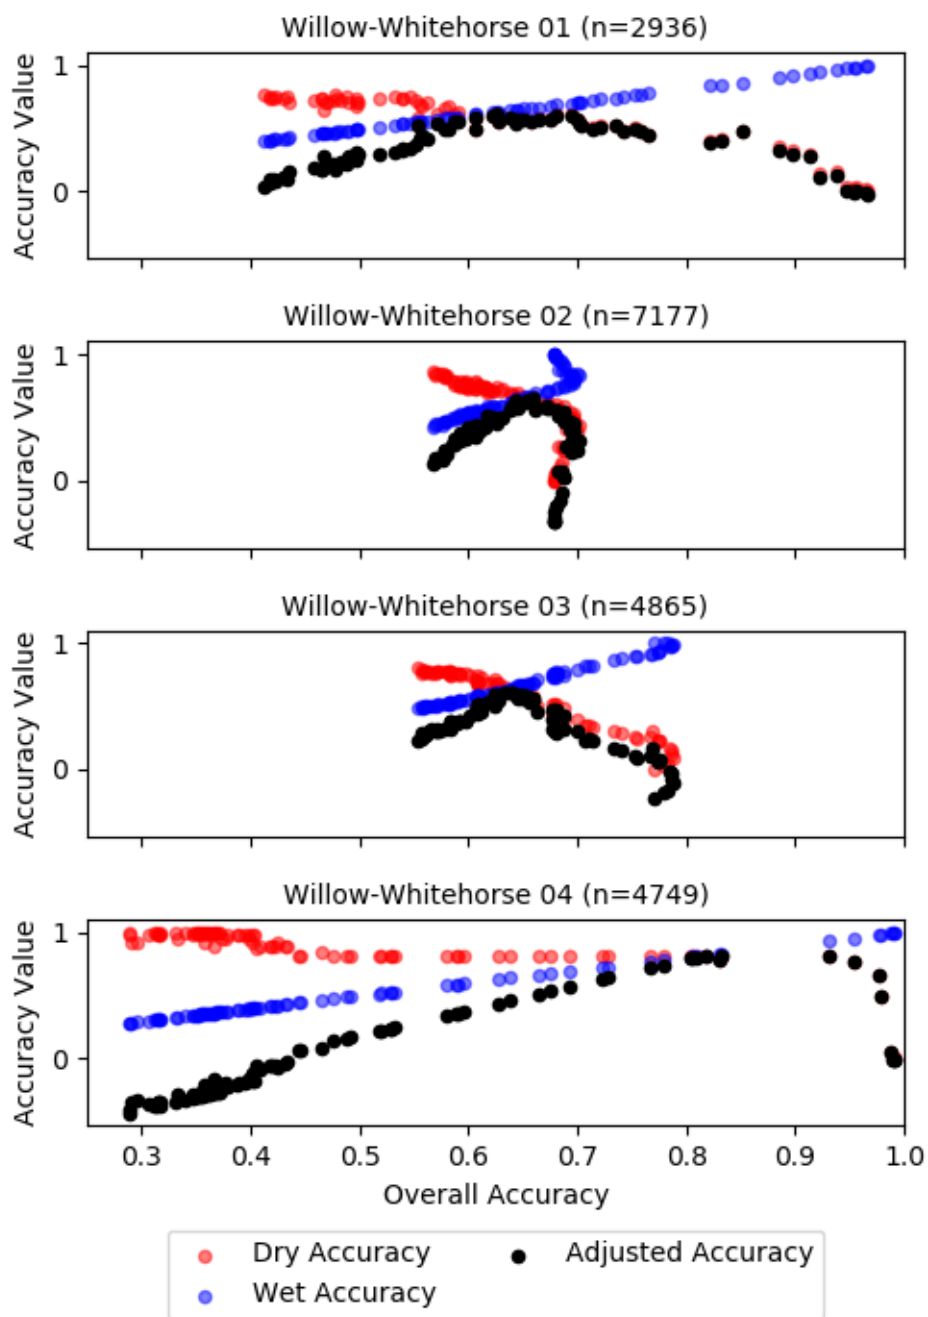 Willow-Whitehorse 01 (n=2936)
Accuracy Value
1
0
Willow-Whitehorse 02 (n=7177)
Accuracy Value
1
0
Willow-Whitehorse 03 (n=4865)
Accuracy Value
1
0
Willow-Whitehorse 04 (n=4749)
Accuracy Value
1
0
0.3 0.4 0.5 0.6 0.7 0.8 0.9 1.0
Overall Accuracy
Dry Accuracy Adjusted Accuracy
Wet Accuracy